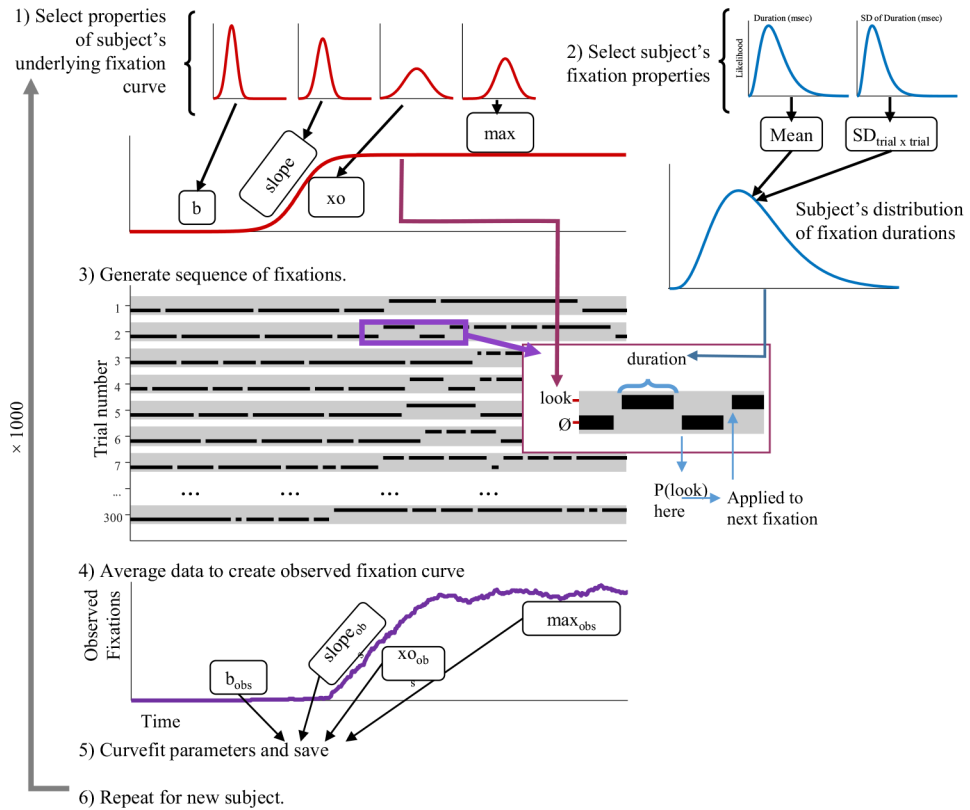 1) Select properties
of subject's
underlying fixation
curve
2) Select subject's
fixation properties
Likelihood
Duration (msec)
SD of Duration (msec)
Mean
SDtrial x trial
b
slope
xo
max
Subject's distribution
of fixation durations
3) Generate sequence of fixations.
Trial number
1
2
3
4
5
6
7
...
300
... ... ... ...
duration
look
Ø
P(look)
here
Applied to
next fixation
× 1000
4) Average data to create observed fixation curve
Observed
Fixations
bobs
slopeob
s
xoob
s
maxobs
Time
5) Curvefit parameters and save
6) Repeat for new subject.